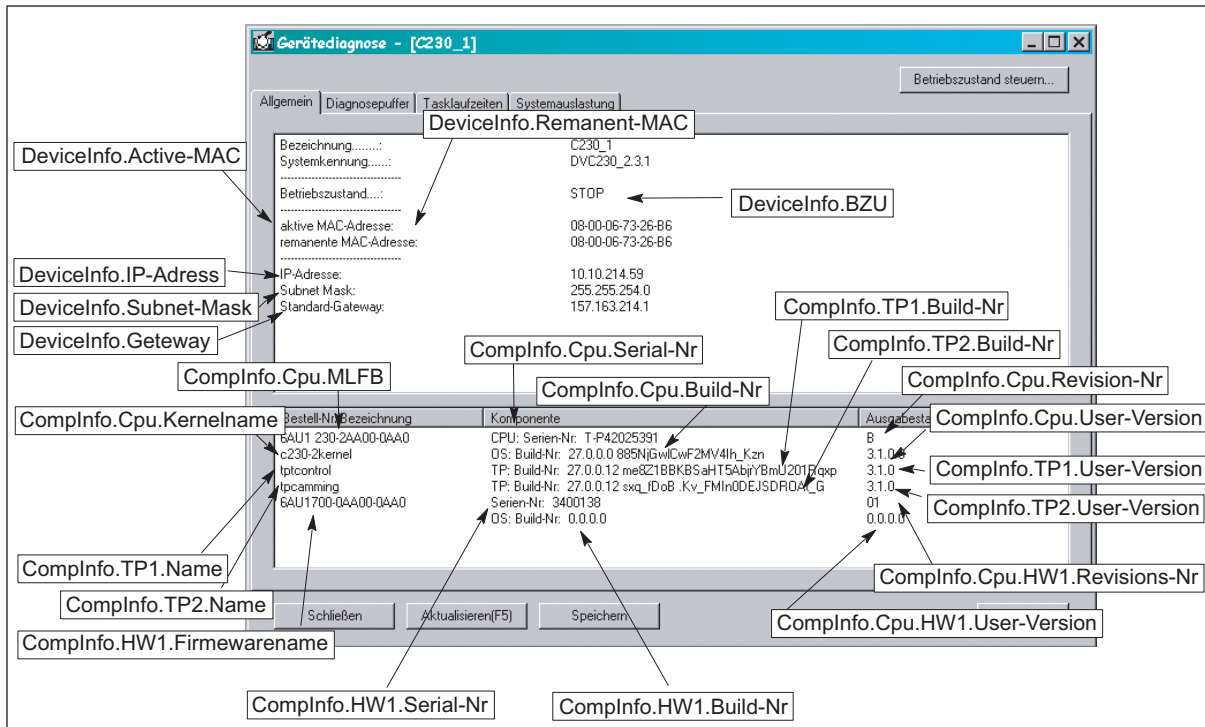 Gerätediagnose - [C230_1]
Betriebszustand steuern...
Allgemein
Diagnosepuffer
Tasklaufzeiten
Systemauslastung
DeviceInfo.Remanent-MAC
DeviceInfo.Active-MAC
Bezeichnung........: C230_1
Systemkennung......: DVC230_2.3.1
Betriebszustand....: STOP
DeviceInfo.BZU
aktive MAC-Adresse: 08-00-06-73-26-B6
remanente MAC-Adresse: 08-00-06-73-26-B6
DeviceInfo.IP-Adress
IP-Adresse: 10.10.214.59
DeviceInfo.Subnet-Mask
Subnet Mask: 255.255.254.0
Standard-Gateway: 157.163.214.1
DeviceInfo.Geteway
CompInfo.TP1.Build-Nr
CompInfo.Cpu.Serial-Nr
CompInfo.TP2.Build-Nr
CompInfo.Cpu.MLFB
CompInfo.Cpu.Build-Nr
CompInfo.Cpu.Revision-Nr
CompInfo.Cpu.Kernelname
CompInfo.Cpu.User-Version
Bestell-Nr. Bezeichnung Komponente
6AU1 230-2AA00-0AA0 CPU: Serien-Nr: T-P42025391 B
c230-2kernel OS: Build-Nr: 27.0.0.0 3.1.0.0
tptcontrol TP: Build-Nr: 27.0.0.12 3.1.0
tpcamming TP: Build-Nr: 27.0.0.12 3.1.0
6AU1700-0AA00-0AA0 Serien-Nr: 3400138 01
OS: Build-Nr: 0.0.0.0 0.0.0.0
CompInfo.TP1.User-Version
CompInfo.TP2.User-Version
CompInfo.TP1.Name
CompInfo.Cpu.HW1.Revisions-Nr
CompInfo.TP2.Name
Schließen
Aktualisieren(F5)
Speichern
CompInfo.Cpu.HW1.User-Version
CompInfo.HW1.Firmewarename
CompInfo.HW1.Serial-Nr
CompInfo.HW1.Build-Nr